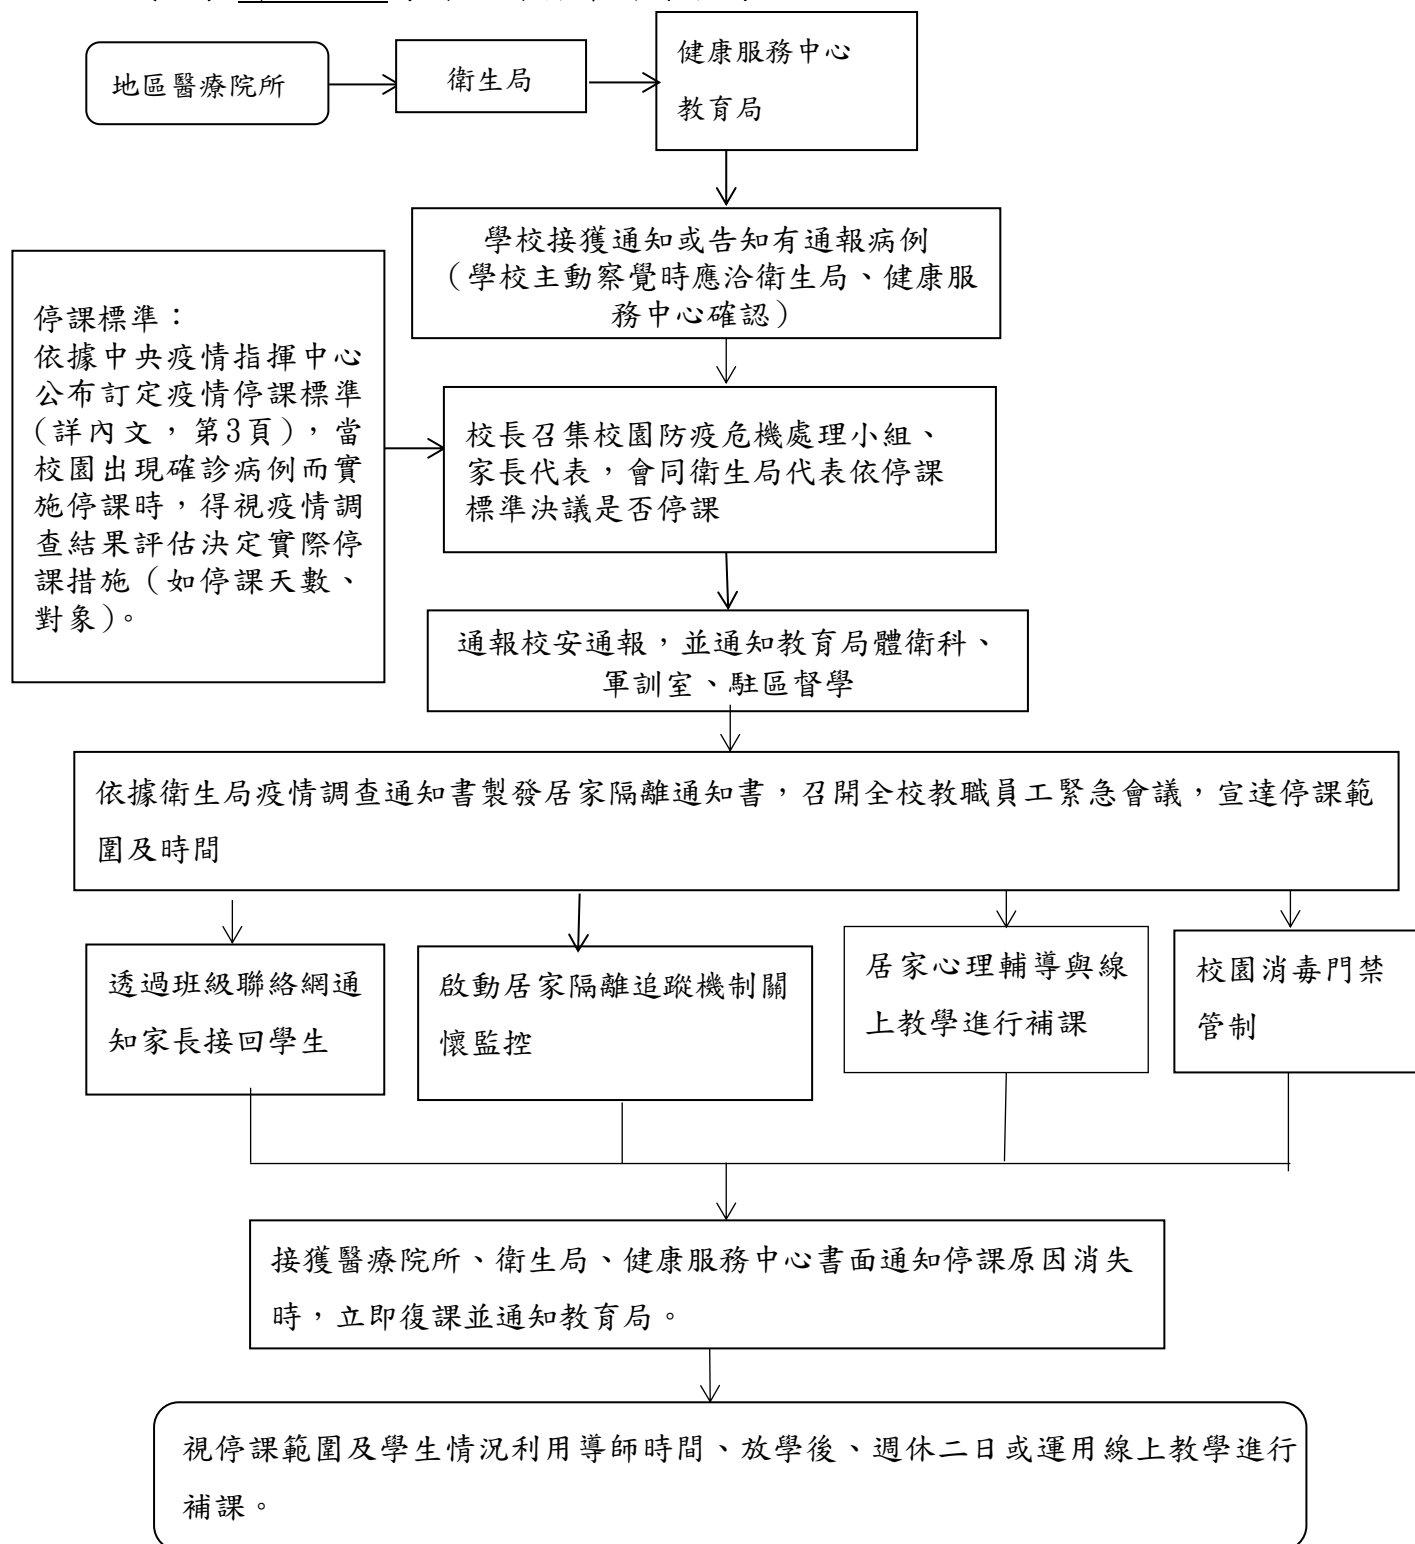 地區醫療院所
衛生局
健康服務中心
教育局
學校接獲通知或告知有通報病例
（學校主動察覺時應洽衛生局、健康服
務中心確認）
停課標準：
依據中央疫情指揮中心
公布訂定疫情停課標準
(詳內文，第3頁)，當
校園出現確診病例而實
施停課時，得視疫情調
查結果評估決定實際停
課措施（如停課天數、
對象）。
校長召集校園防疫危機處理小組、
家長代表，會同衛生局代表依停課
標準決議是否停課
通報校安通報，並通知教育局體衛科、
軍訓室、駐區督學
依據衛生局疫情調查通知書製發居家隔離通知書，召開全校教職員工緊急會議，宣達停課範
圍及時間
透過班級聯絡網通
知家長接回學生
啟動居家隔離追蹤機制關
懷監控
居家心理輔導與線
上教學進行補課
校園消毒門禁
管制
接獲醫療院所、衛生局、健康服務中心書面通知停課原因消失
時，立即復課並通知教育局。
視停課範圍及學生情況利用導師時間、放學後、週休二日或運用線上教學進行
補課。